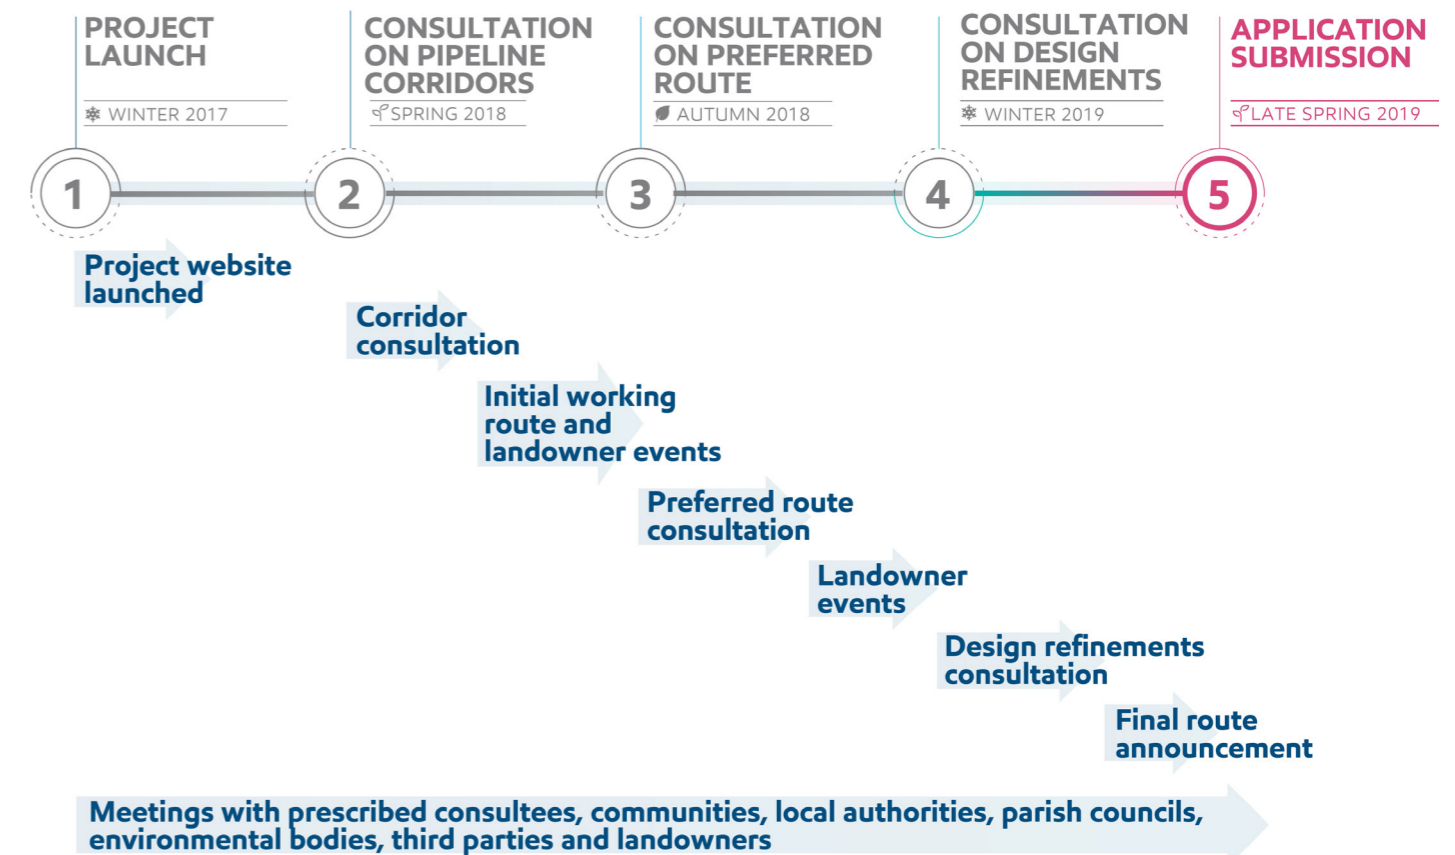 PROJECT
LAUNCH
WINTER 2017
CONSULTATION
ON PIPELINE
CORRIDORS
SPRING 2018
CONSULTATION
ON PREFERRED
ROUTE
AUTUMN 2018
CONSULTATION
ON DESIGN
REFINEMENTS
WINTER 2019
APPLICATION
SUBMISSION
LATE SPRING 2019
1
2
3
4
5
Project website
launched
Corridor
consultation
Initial working
route and
landowner events
Preferred route
consultation
Landowner
events
Design refinements
consultation
Final route
announcement
Meetings with prescribed consultees, communities, local authorities, parish councils,
environmental bodies, third parties and landowners